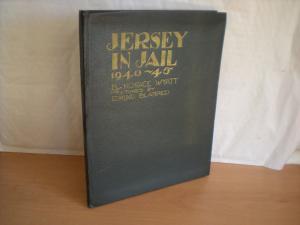 JERSEY
IN JAIL
1940~45
By HORACE WYATT
PICTURES BY
EDMUND BLAMPIED